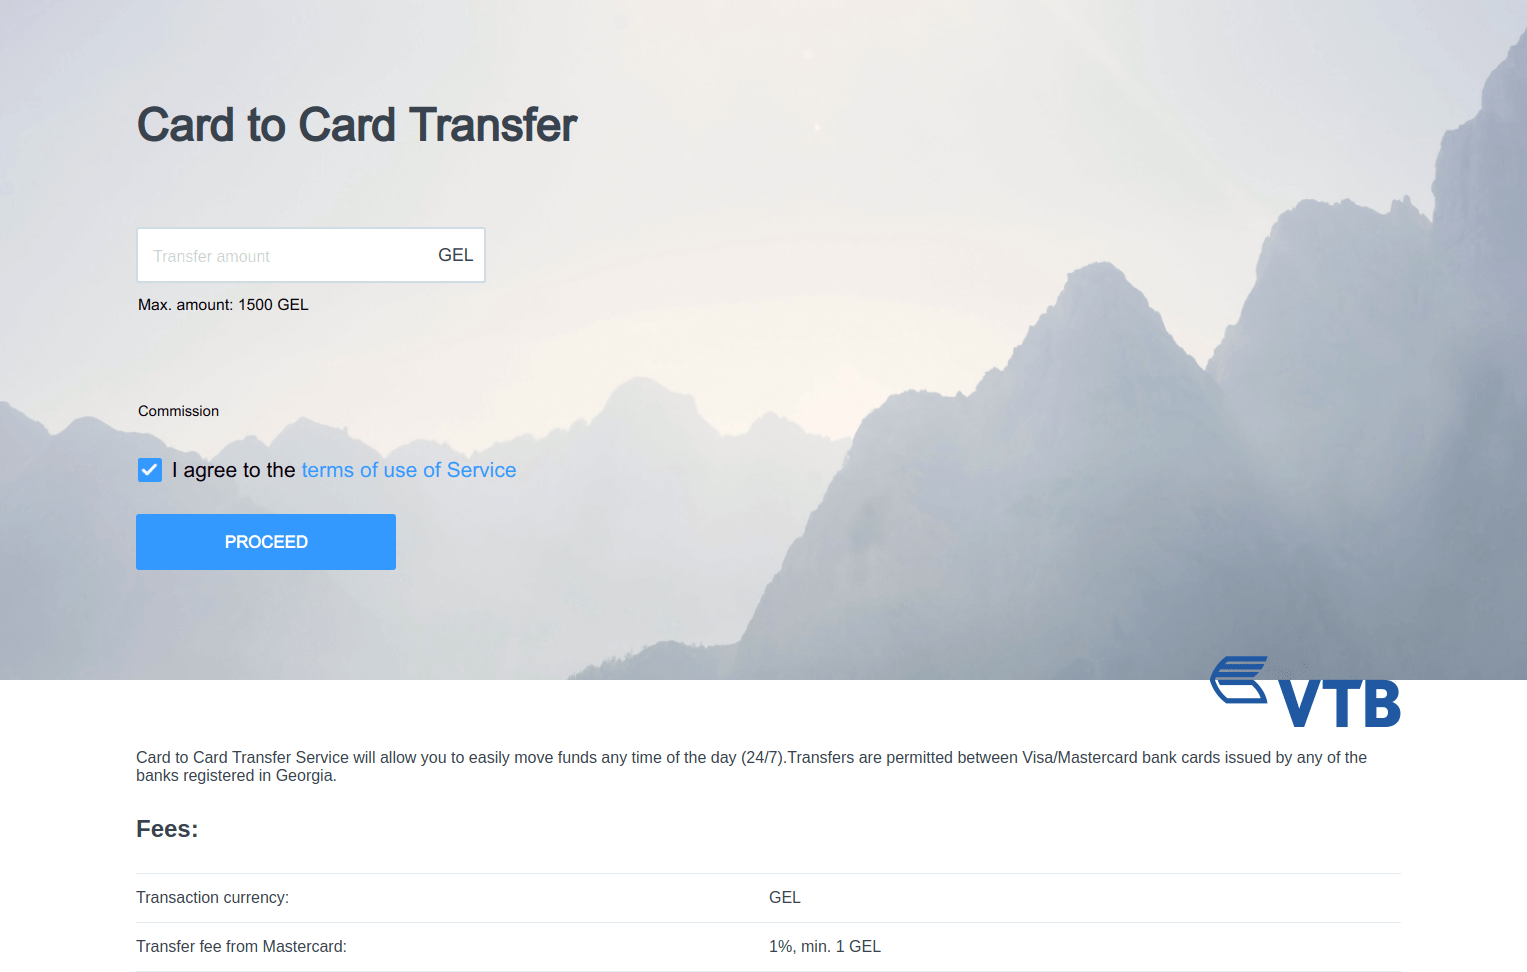 Card to Card Transfer
Transfer amount GEL
Max. amount: 1500 GEL
Commission
I agree to the terms of use of Service
PROCEED
VTB
Card to Card Transfer Service will allow you to easily move funds any time of the day (24/7).Transfers are permitted between Visa/Mastercard bank cards issued by any of the
banks registered in Georgia.
Fees:
Transaction currency: GEL
Transfer fee from Mastercard: 1%, min. 1 GEL